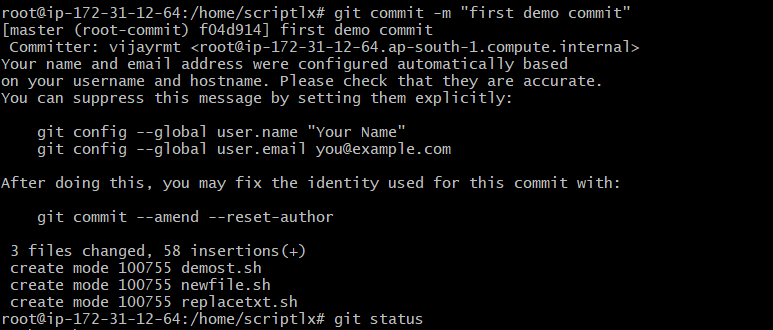 root@ip-172-31-12-64:/home/scriptlx# git commit -m "first demo commit"
[master (root-commit) f04d914] first demo commit
 Committer: vijayrmt <root@ip-172-31-12-64.ap-south-1.compute.internal>
Your name and email address were configured automatically based
on your username and hostname. Please check that they are accurate.
You can suppress this message by setting them explicitly:

    git config --global user.name "Your Name"
    git config --global user.email you@example.com

After doing this, you may fix the identity used for this commit with:

    git commit --amend --reset-author

 3 files changed, 58 insertions(+)
 create mode 100755 demost.sh
 create mode 100755 newfile.sh
 create mode 100755 replacetxt.sh
root@ip-172-31-12-64:/home/scriptlx# git status